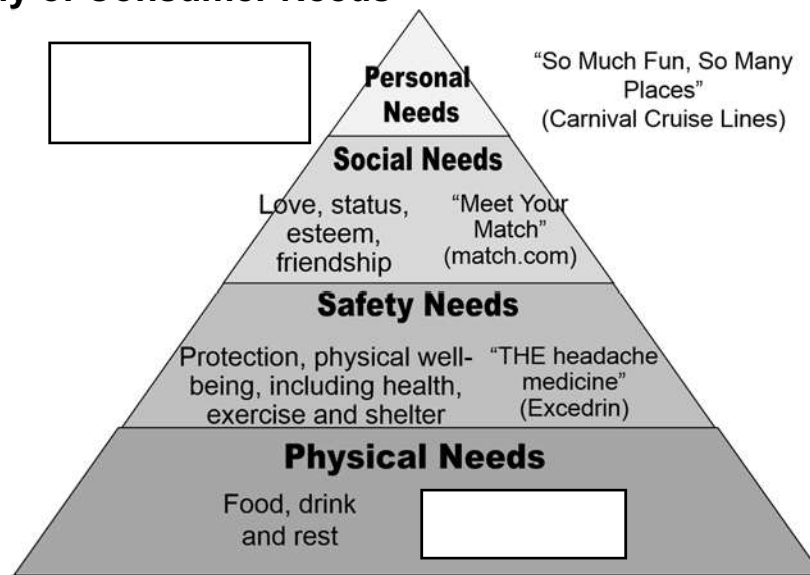 y of Consumer Needs
Personal
Needs
“So Much Fun, So Many
Places”
(Carnival Cruise Lines)
Social Needs
Love, status,
esteem,
friendship
“Meet Your
Match”
(match.com)
Safety Needs
Protection, physical well-
being, including health,
exercise and shelter
“THE headache
medicine”
(Excedrin)
Physical Needs
Food, drink
and rest